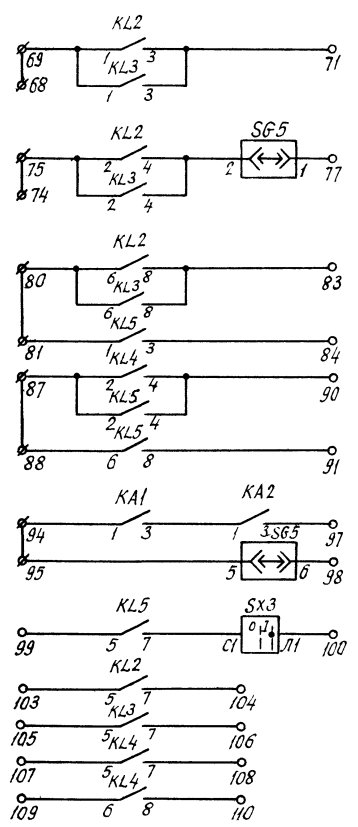 KL2
69 1 3 71
KL3
68 1 3
KL2 SG5
75 2 4 2 1 77
KL3
74 2 4
KL2
80 6 8 83
KL3
6 8
KL5
81 1 3 84
KL4
87 2 4 90
KL5
2 4
KL5
88 6 8 91
KA1 KA2
94 1 3 1 3 97
SG5
95 5 6 98
KL5 SX3
99 5 7 C1 Л1 100
KL2
103 5 7 104
KL3
105 5 7 106
KL4
107 5 7 108
KL4
109 6 8 110